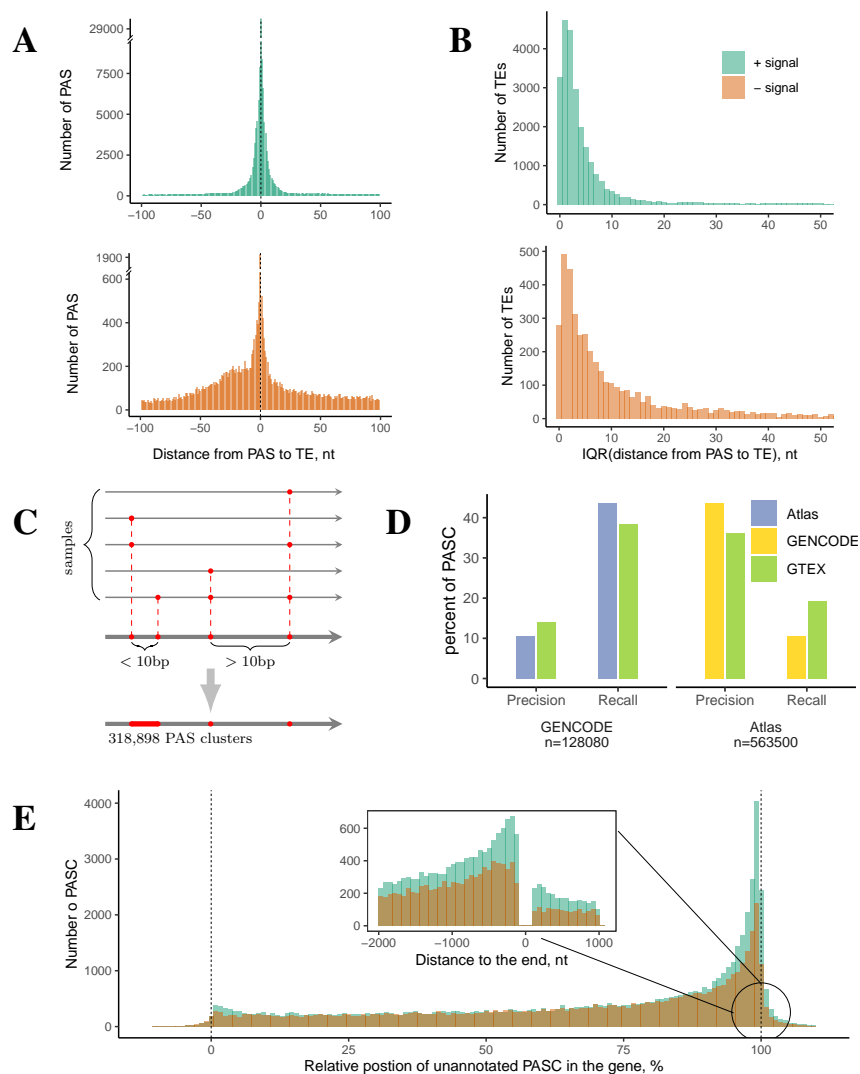 A
29000
7500
5000
2500
0
Number of PAS
−100 −50 0 50 100
1900
600
400
200
0
Number of PAS
−100 −50 0 50 100
Distance from PAS to TE, nt
B
4000
3000
2000
1000
0
Number of TEs
+ signal
− signal
0 10 20 30 40 50
500
400
300
200
100
0
Number of TEs
0 10 20 30 40 50
IQR(distance from PAS to TE), nt
C
samples
< 10bp > 10bp
318,898 PAS clusters
D
40
30
20
10
0
percent of PASC
Atlas
GENCODE
GTEX
Precision Recall Precision Recall
GENCODE Atlas
n=128080 n=563500
E
4000
3000
2000
1000
0
Number o PASC
600
400
200
0
−2000 −1000 0 1000
Distance to the end, nt
0 25 50 75 100
Relative postion of unannotated PASC in the gene, %